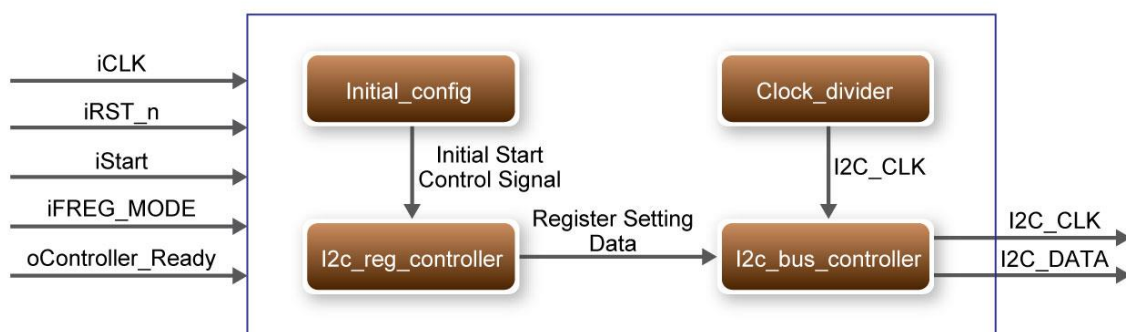 iCLK
iRST_n
iStart
iFREG_MODE
oController_Ready
Initial_config
Clock_divider
Initial Start
Control Signal
I2C_CLK
I2c_reg_controller
Register Setting
Data
I2c_bus_controller
I2C_CLK
I2C_DATA